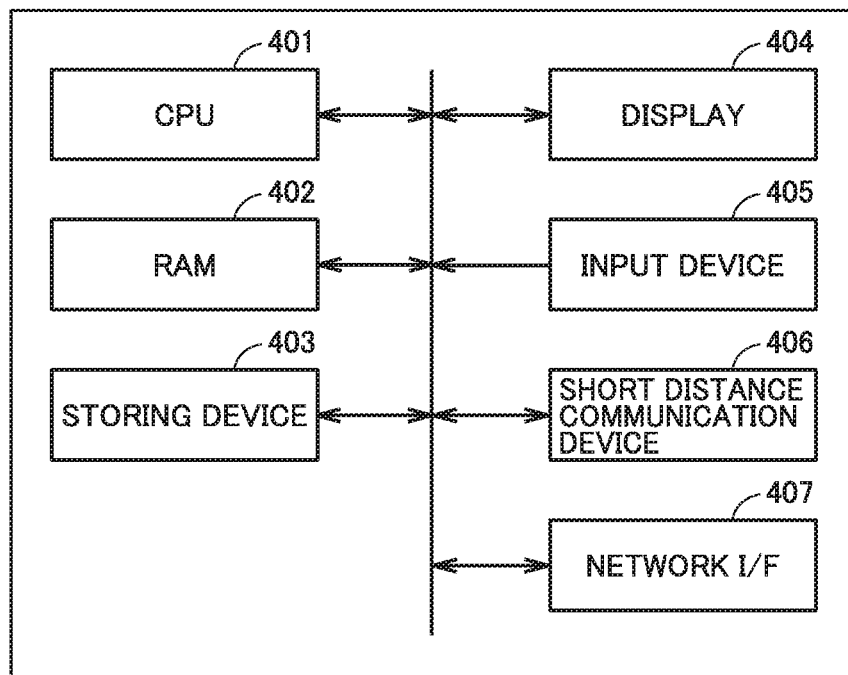 401
CPU
402
RAM
403
STORING DEVICE
404
DISPLAY
405
INPUT DEVICE
406
SHORT DISTANCE
COMMUNICATION
DEVICE
407
NETWORK I/F